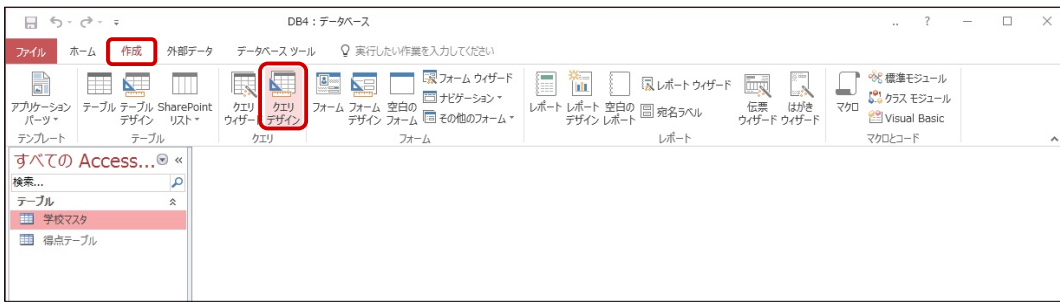 DB4 : データベース
.. ?
ファイル ホーム 作成 外部データ データベース ツール 実行したい作業を入力してください
アプリケーション パーツ
テーブル
テーブル デザイン
SharePoint リスト
クエリ ウィザード
クエリ デザイン
フォーム
フォーム デザイン
空白の フォーム
フォーム ウィザード
ナビゲーション
その他のフォーム
レポート
レポート デザイン
空白の レポート
レポート ウィザード
宛名ラベル
伝票 ウィザード
はがき ウィザード
マクロ
標準モジュール
クラス モジュール
Visual Basic
テンプレート テーブル クエリ フォーム レポート マクロとコード
すべての Access... «
検索...
テーブル
学校マスタ
得点テーブル